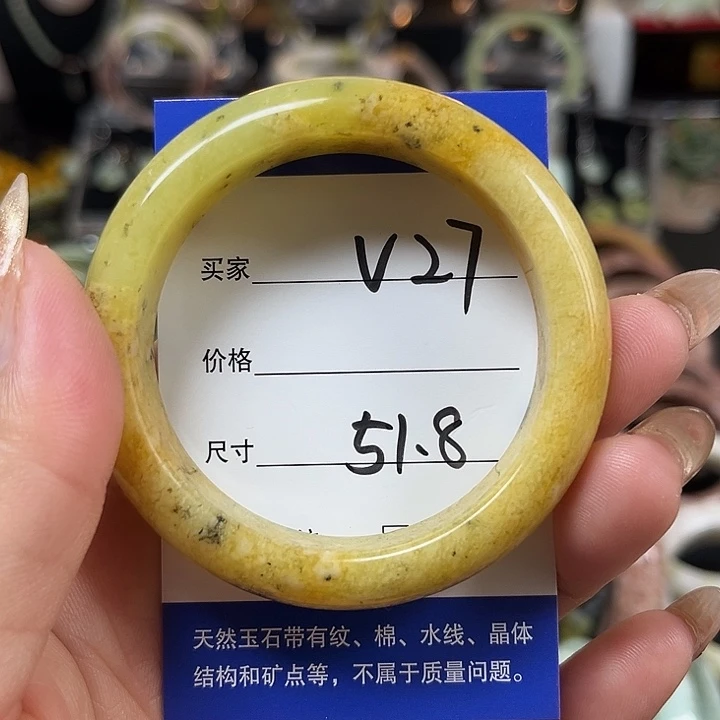 买家 V27
价格
尺寸 51.8
天然玉石带有纹、棉、水线、晶体
结构和矿点等，不属于质量问题。